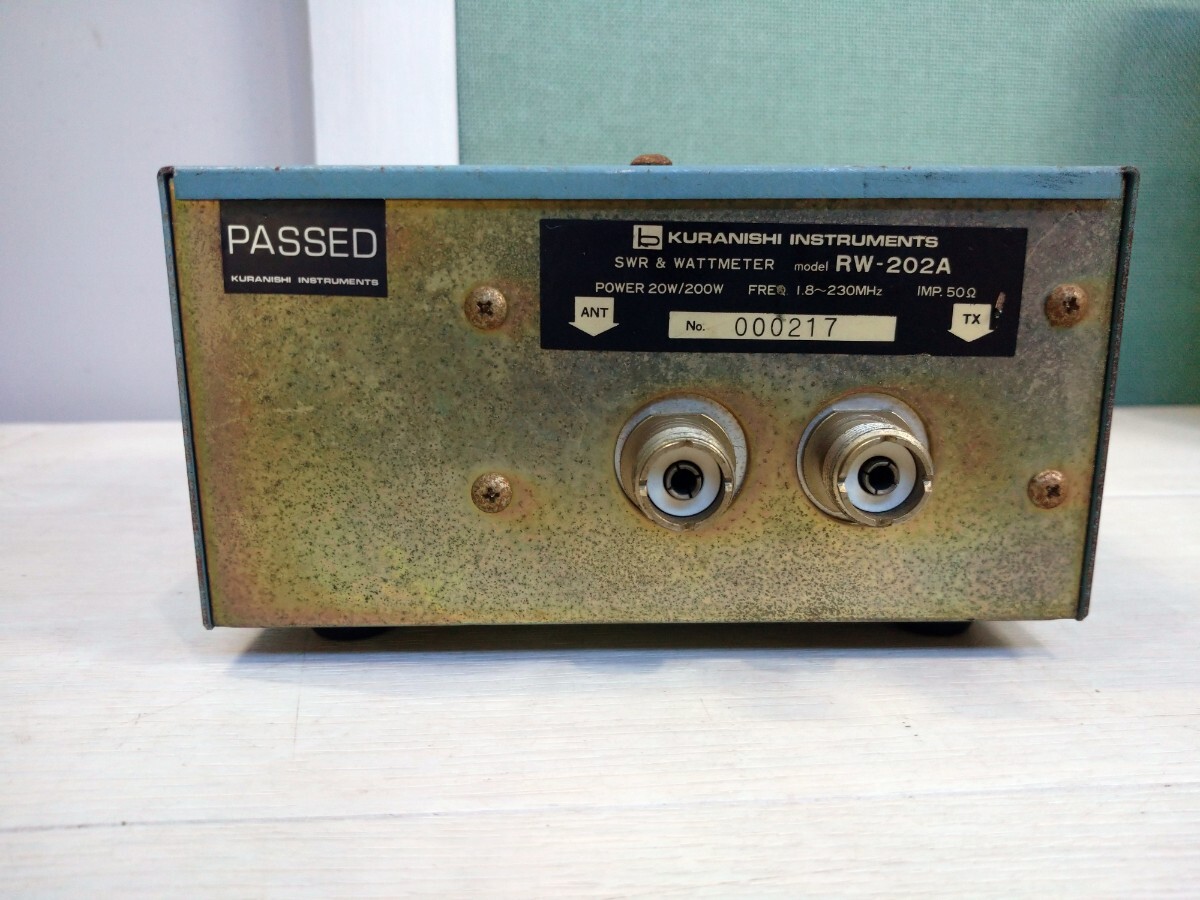 PASSED
KURANISHI INSTRUMENTS
KURANISHI INSTRUMENTS
SWR & WATTMETER model RW-202A
POWER 20W/200W FREQ. 1.8～230MHz IMP. 50Ω
ANT
No. 000217
TX